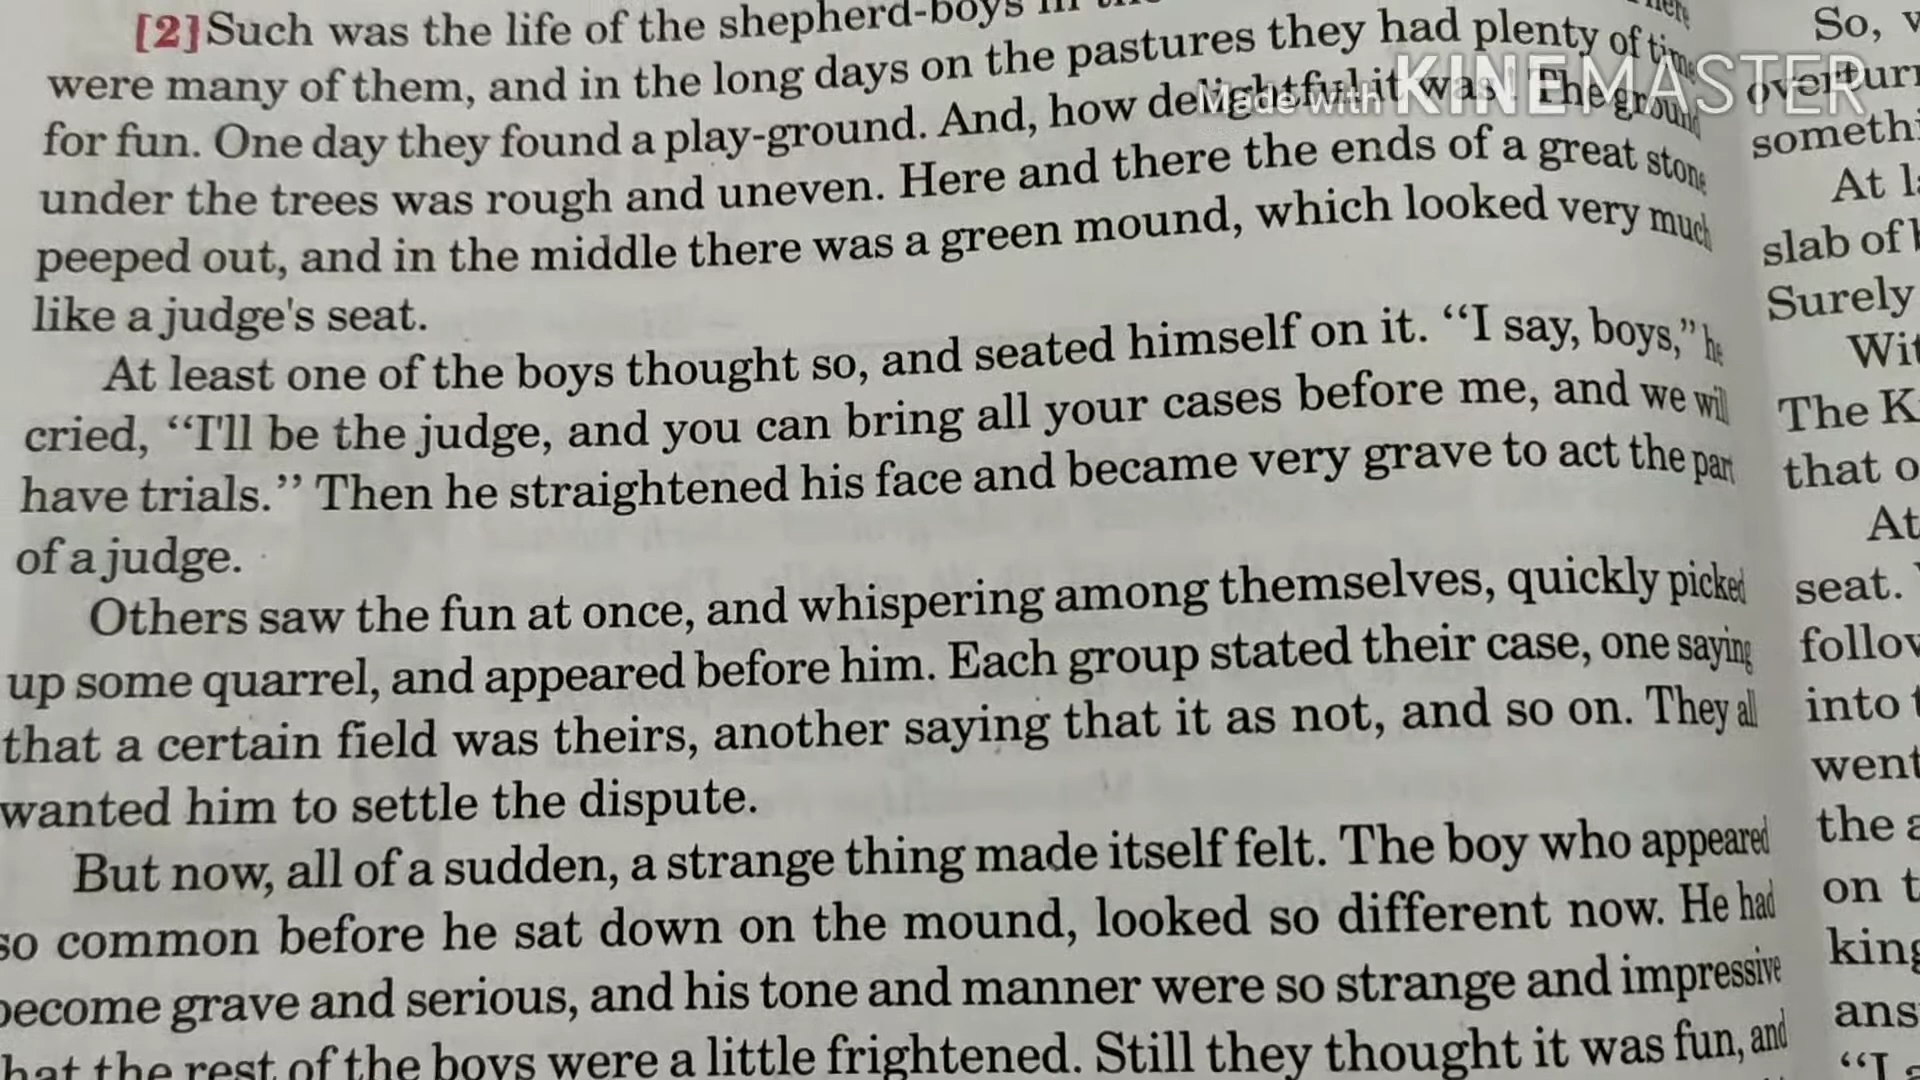 [2] Such was the life of the shepherd-boys in
were many of them, and in the long days on the pastures they had plenty of time
for fun. One day they found a play-ground. And, how delightful it was! The ground
under the trees was rough and uneven. Here and there the ends of a great stone
peeped out, and in the middle there was a green mound, which looked very much
like a judge's seat.
At least one of the boys thought so, and seated himself on it. “I say, boys,” he
cried, “I'll be the judge, and you can bring all your cases before me, and we will
have trials.” Then he straightened his face and became very grave to act the part
of a judge.
Others saw the fun at once, and whispering among themselves, quickly picked
up some quarrel, and appeared before him. Each group stated their case, one saying
that a certain field was theirs, another saying that it as not, and so on. They all
wanted him to settle the dispute.
But now, all of a sudden, a strange thing made itself felt. The boy who appeared
so common before he sat down on the mound, looked so different now. He had
become grave and serious, and his tone and manner were so strange and impressive
that the rest of the boys were a little frightened. Still they thought it was fun, and
Made with KINEMASTER
So,
overturn
somethi
At
slab of
Surely
Wit
The K
that o
At
seat.
follow
into
went
the a
on t
king
ans
“I